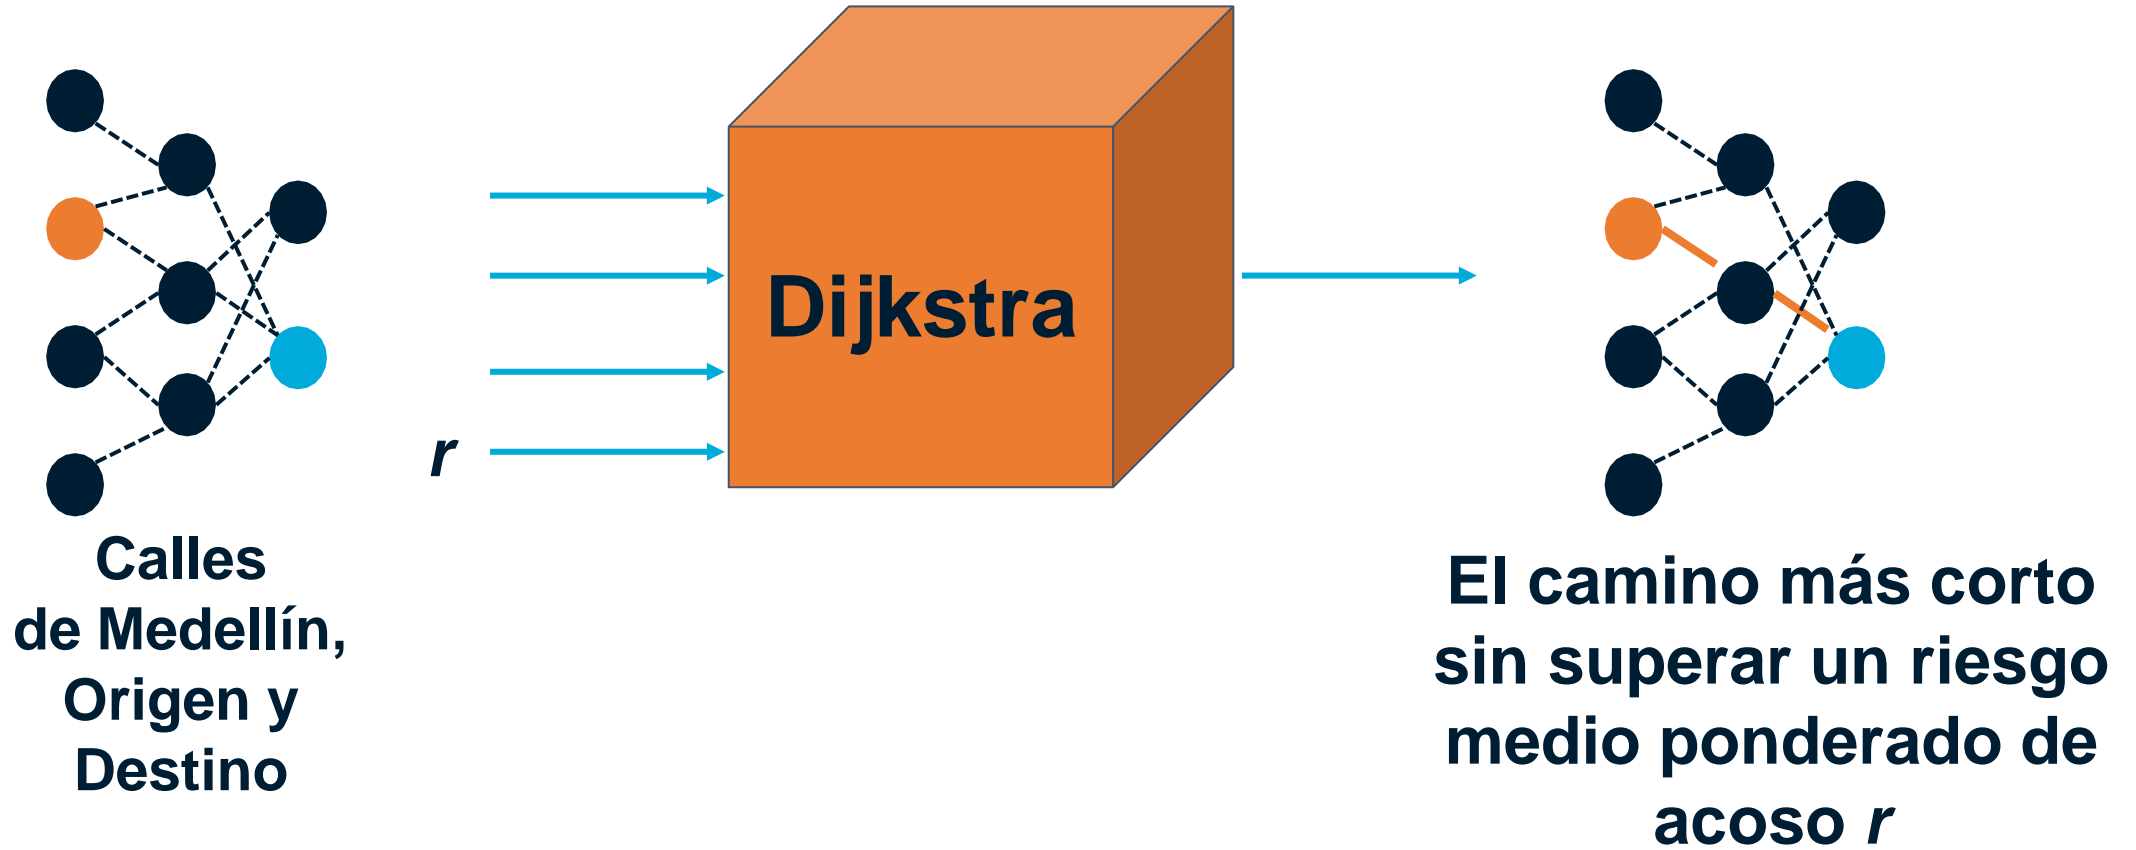 Dijkstra
r
Calles
de Medellín,
Origen y
Destino
El camino más corto
sin superar un riesgo
medio ponderado de
acoso r